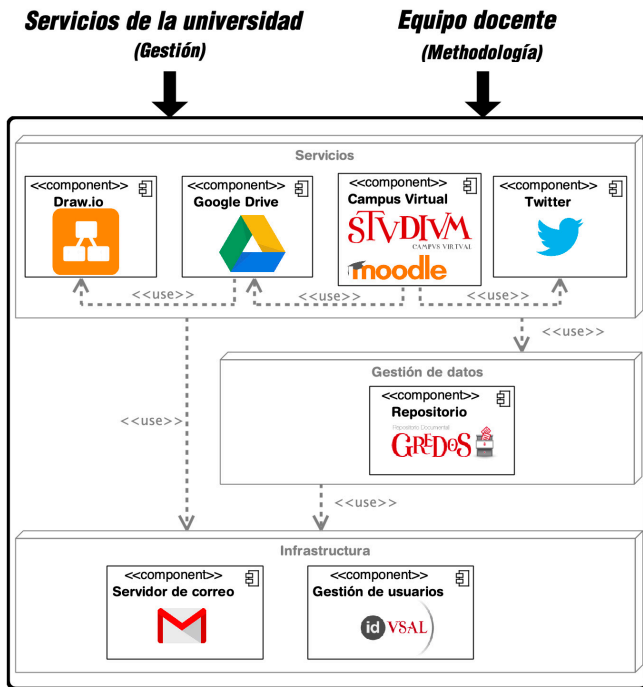 Servicios de la universidad
(Gestión)
Equipo docente
(Methodología)
Servicios
<<component>>
Draw.io
<<component>>
Google Drive
<<component>>
Campus Virtual
STVDIVM
CAMPVS VIRTVAL
moodle
<<component>>
Twitter
<<use>>
<<use>>
<<use>>
<<use>>
Gestión de datos
<<component>>
Repositorio
Repositorio Documental
GREDOS
<<use>>
<<use>>
Infrastructura
<<component>>
Servidor de correo
<<component>>
Gestión de usuarios
id VSAL